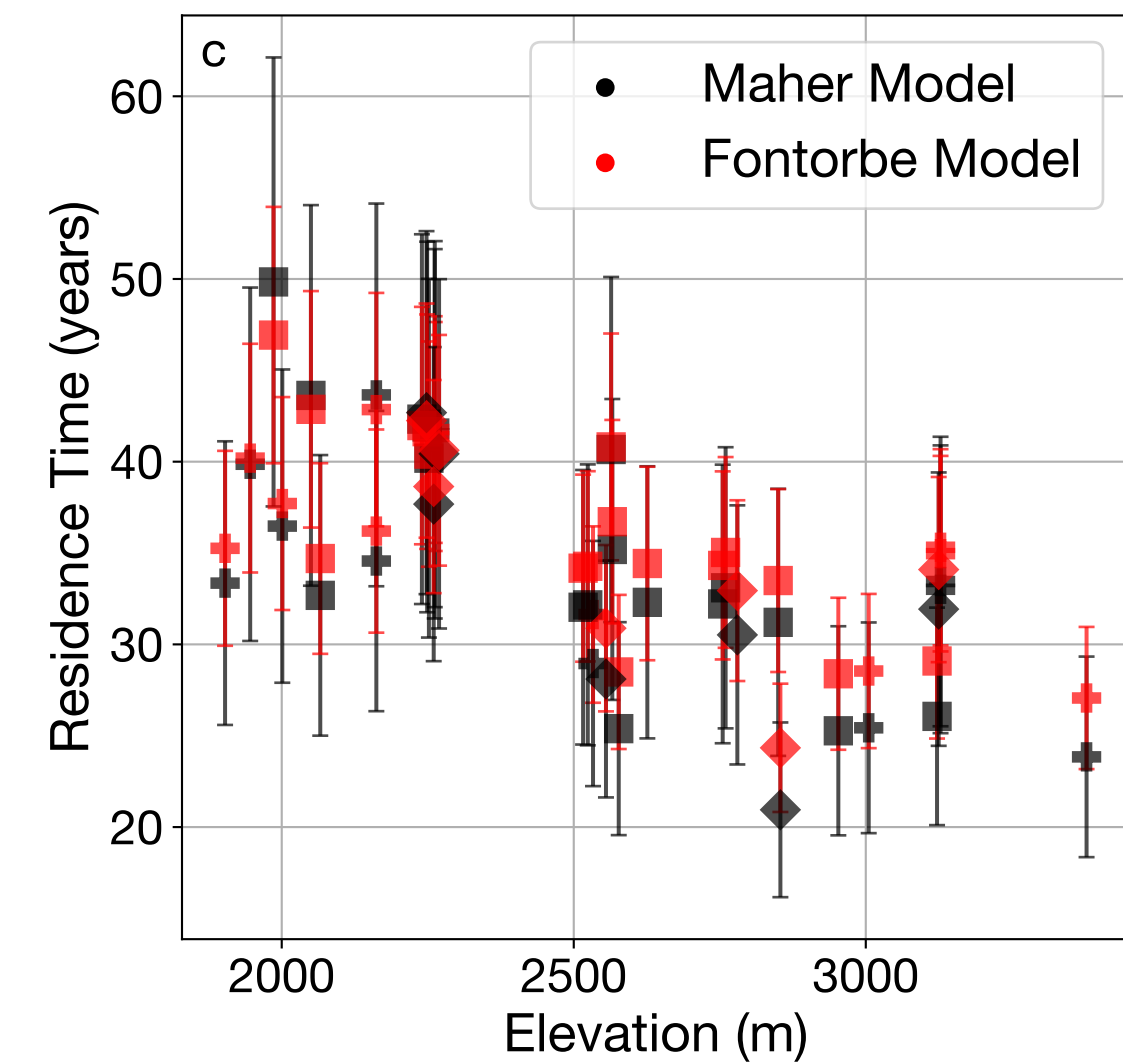 c
Maher Model
Fontorbe Model
60
50
40
30
20
Residence Time (years)
2000 2500 3000
Elevation (m)